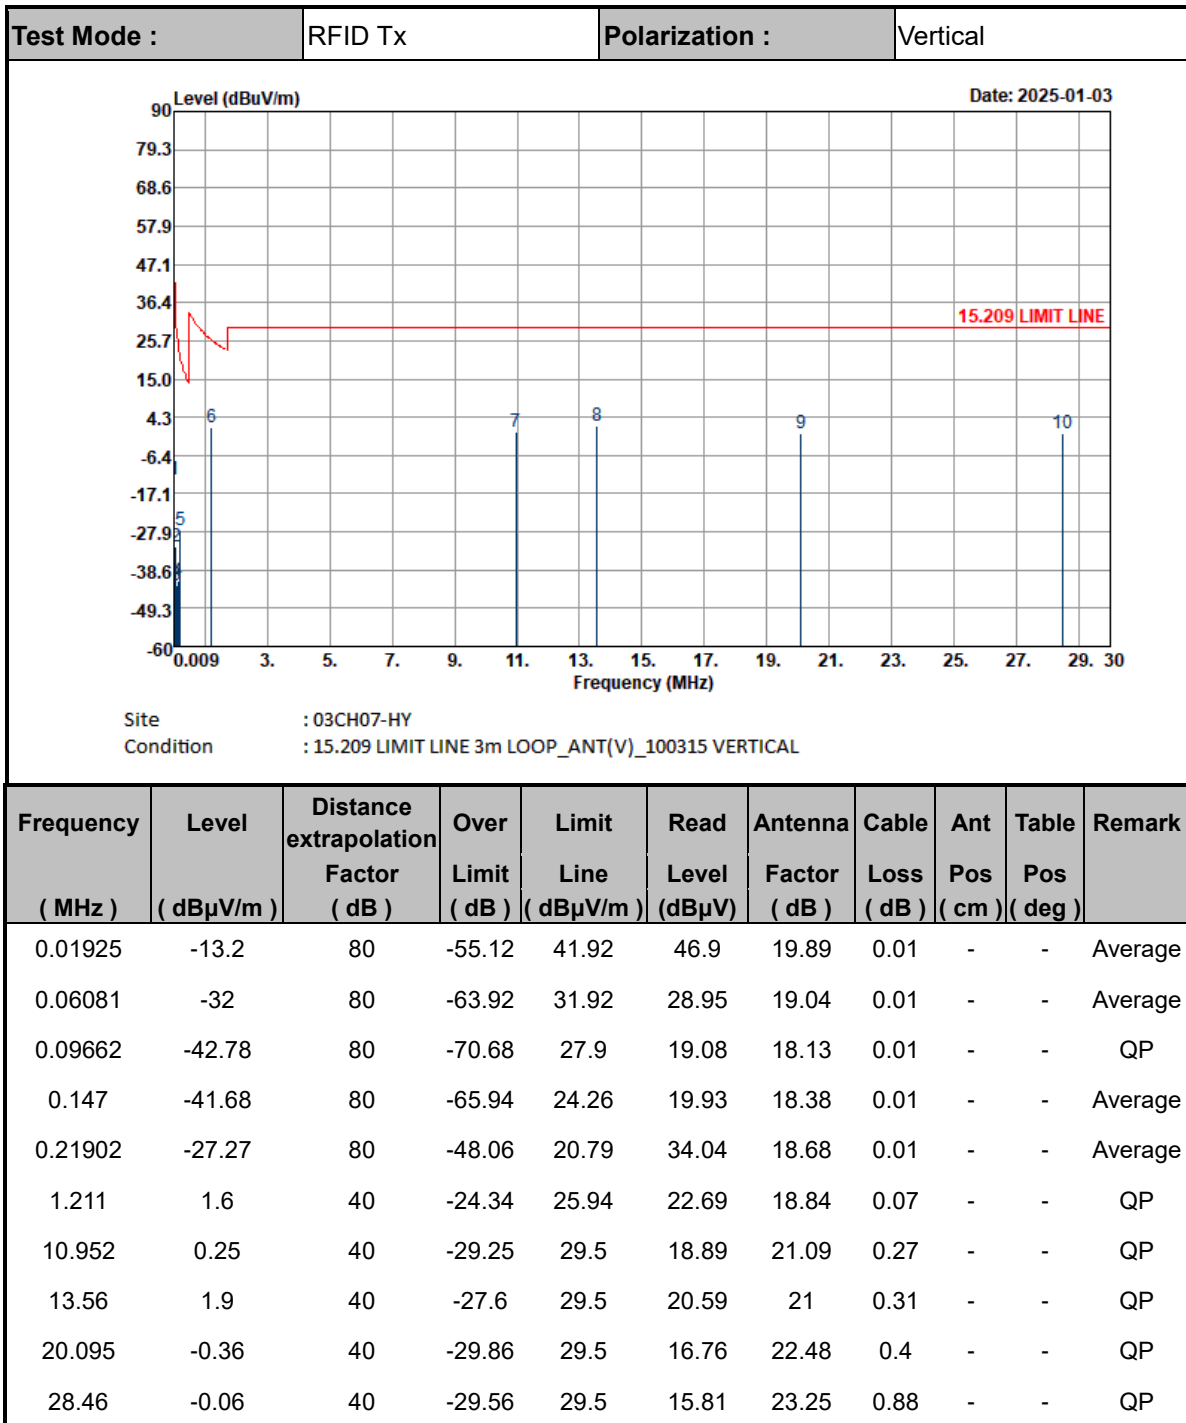 Test Mode : RFID Tx Polarization : Vertical
Level (dBuV/m) Date: 2025-01-03
90
79.3
68.6
57.9
47.1
36.4
15.209 LIMIT LINE
25.7
15.0
4.3
6 7 8 9 10
-6.4
-17.1
5
-27.9
2
-38.6
-49.3
-60
0.009 3. 5. 7. 9. 11. 13. 15. 17. 19. 21. 23. 25. 27. 29. 30
Frequency (MHz)
Site : 03CH07-HY
Condition : 15.209 LIMIT LINE 3m LOOP_ANT(V)_100315 VERTICAL
Frequency Level Distance extrapolation Over Limit Read Antenna Cable Ant Table Remark
Factor Limit Line Level Factor Loss Pos Pos
( MHz ) ( dBµV/m ) ( dB ) ( dB ) ( dBµV/m ) (dBµV) ( dB ) ( dB ) ( cm ) ( deg )
0.01925 -13.2 80 -55.12 41.92 46.9 19.89 0.01 - - Average
0.06081 -32 80 -63.92 31.92 28.95 19.04 0.01 - - Average
0.09662 -42.78 80 -70.68 27.9 19.08 18.13 0.01 - - QP
0.147 -41.68 80 -65.94 24.26 19.93 18.38 0.01 - - Average
0.21902 -27.27 80 -48.06 20.79 34.04 18.68 0.01 - - Average
1.211 1.6 40 -24.34 25.94 22.69 18.84 0.07 - - QP
10.952 0.25 40 -29.25 29.5 18.89 21.09 0.27 - - QP
13.56 1.9 40 -27.6 29.5 20.59 21 0.31 - - QP
20.095 -0.36 40 -29.86 29.5 16.76 22.48 0.4 - - QP
28.46 -0.06 40 -29.56 29.5 15.81 23.25 0.88 - - QP